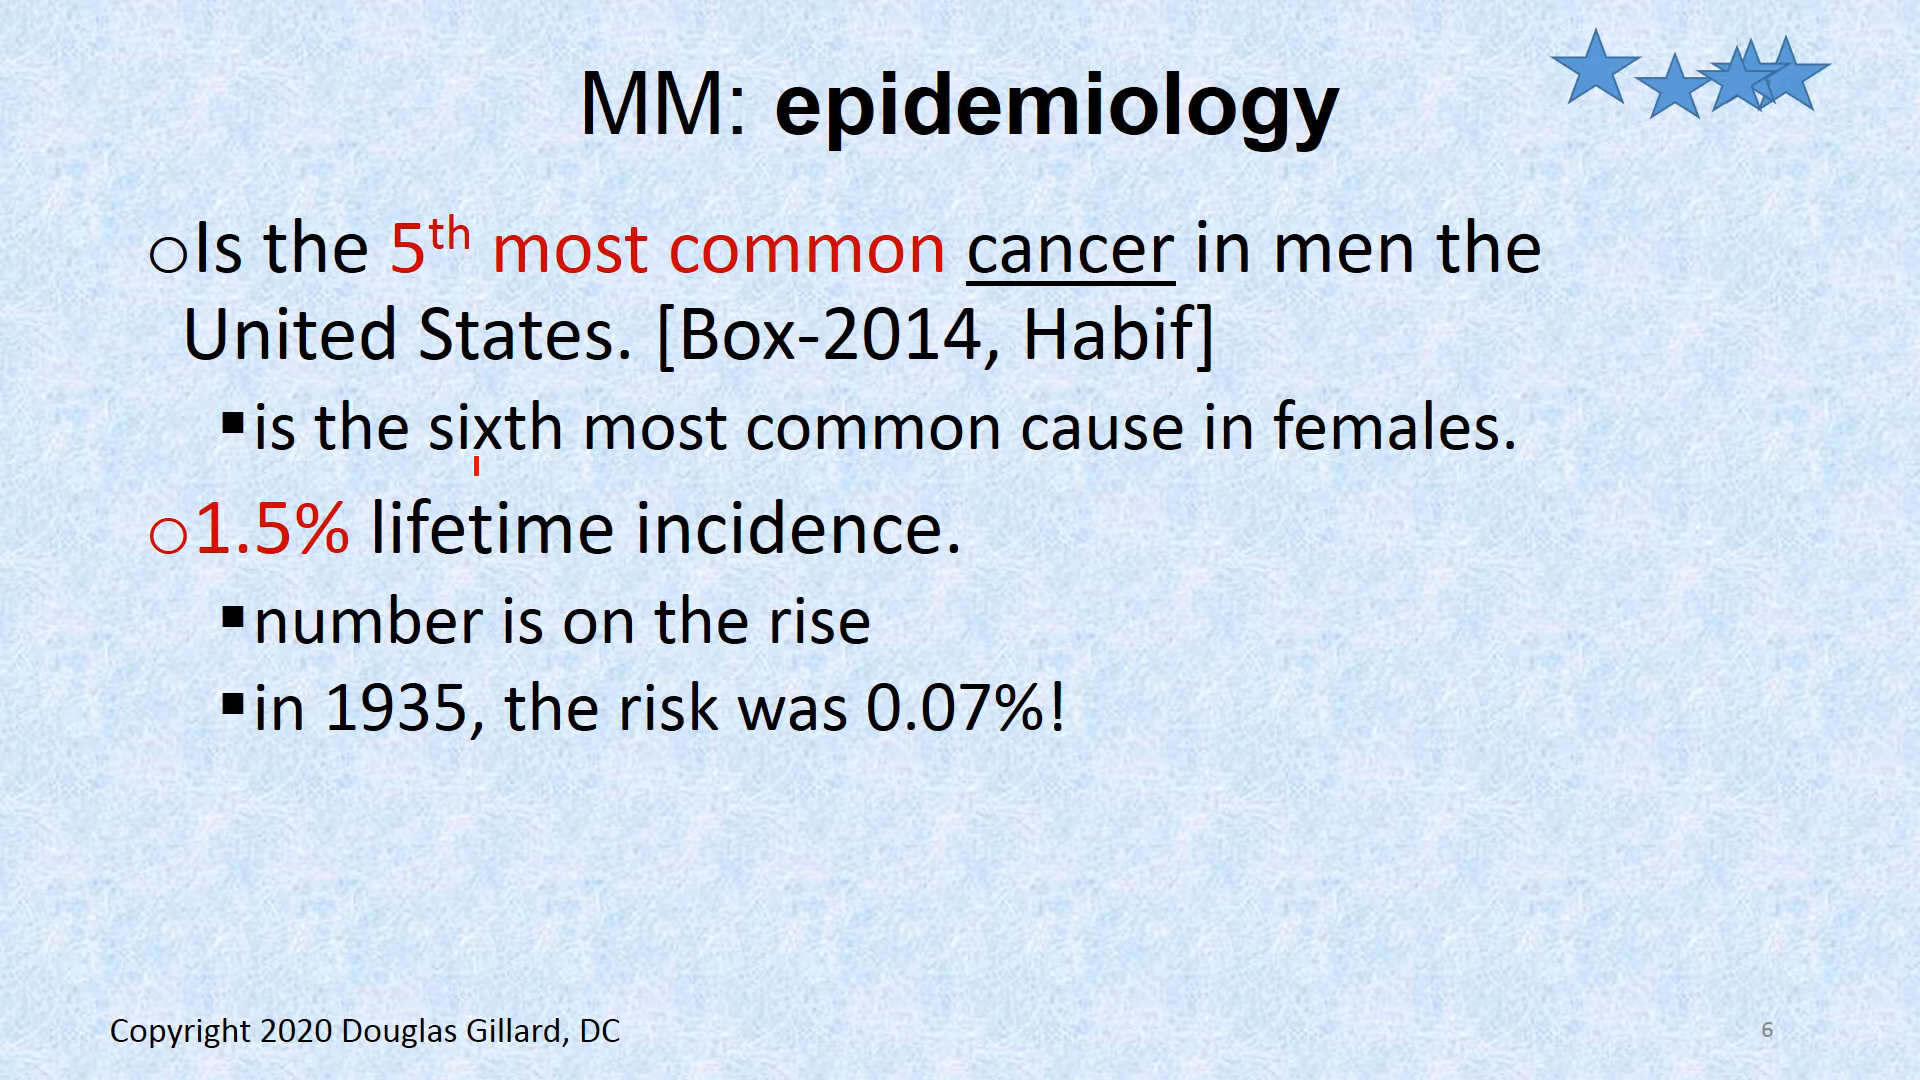 MM: epidemiology
oIs the 5th most common cancer in men the
United States. [Box-2014, Habif]
▪is the sixth most common cause in females.
o1.5% lifetime incidence.
▪number is on the rise
▪in 1935, the risk was 0.07%!
Copyright 2020 Douglas Gillard, DC
6